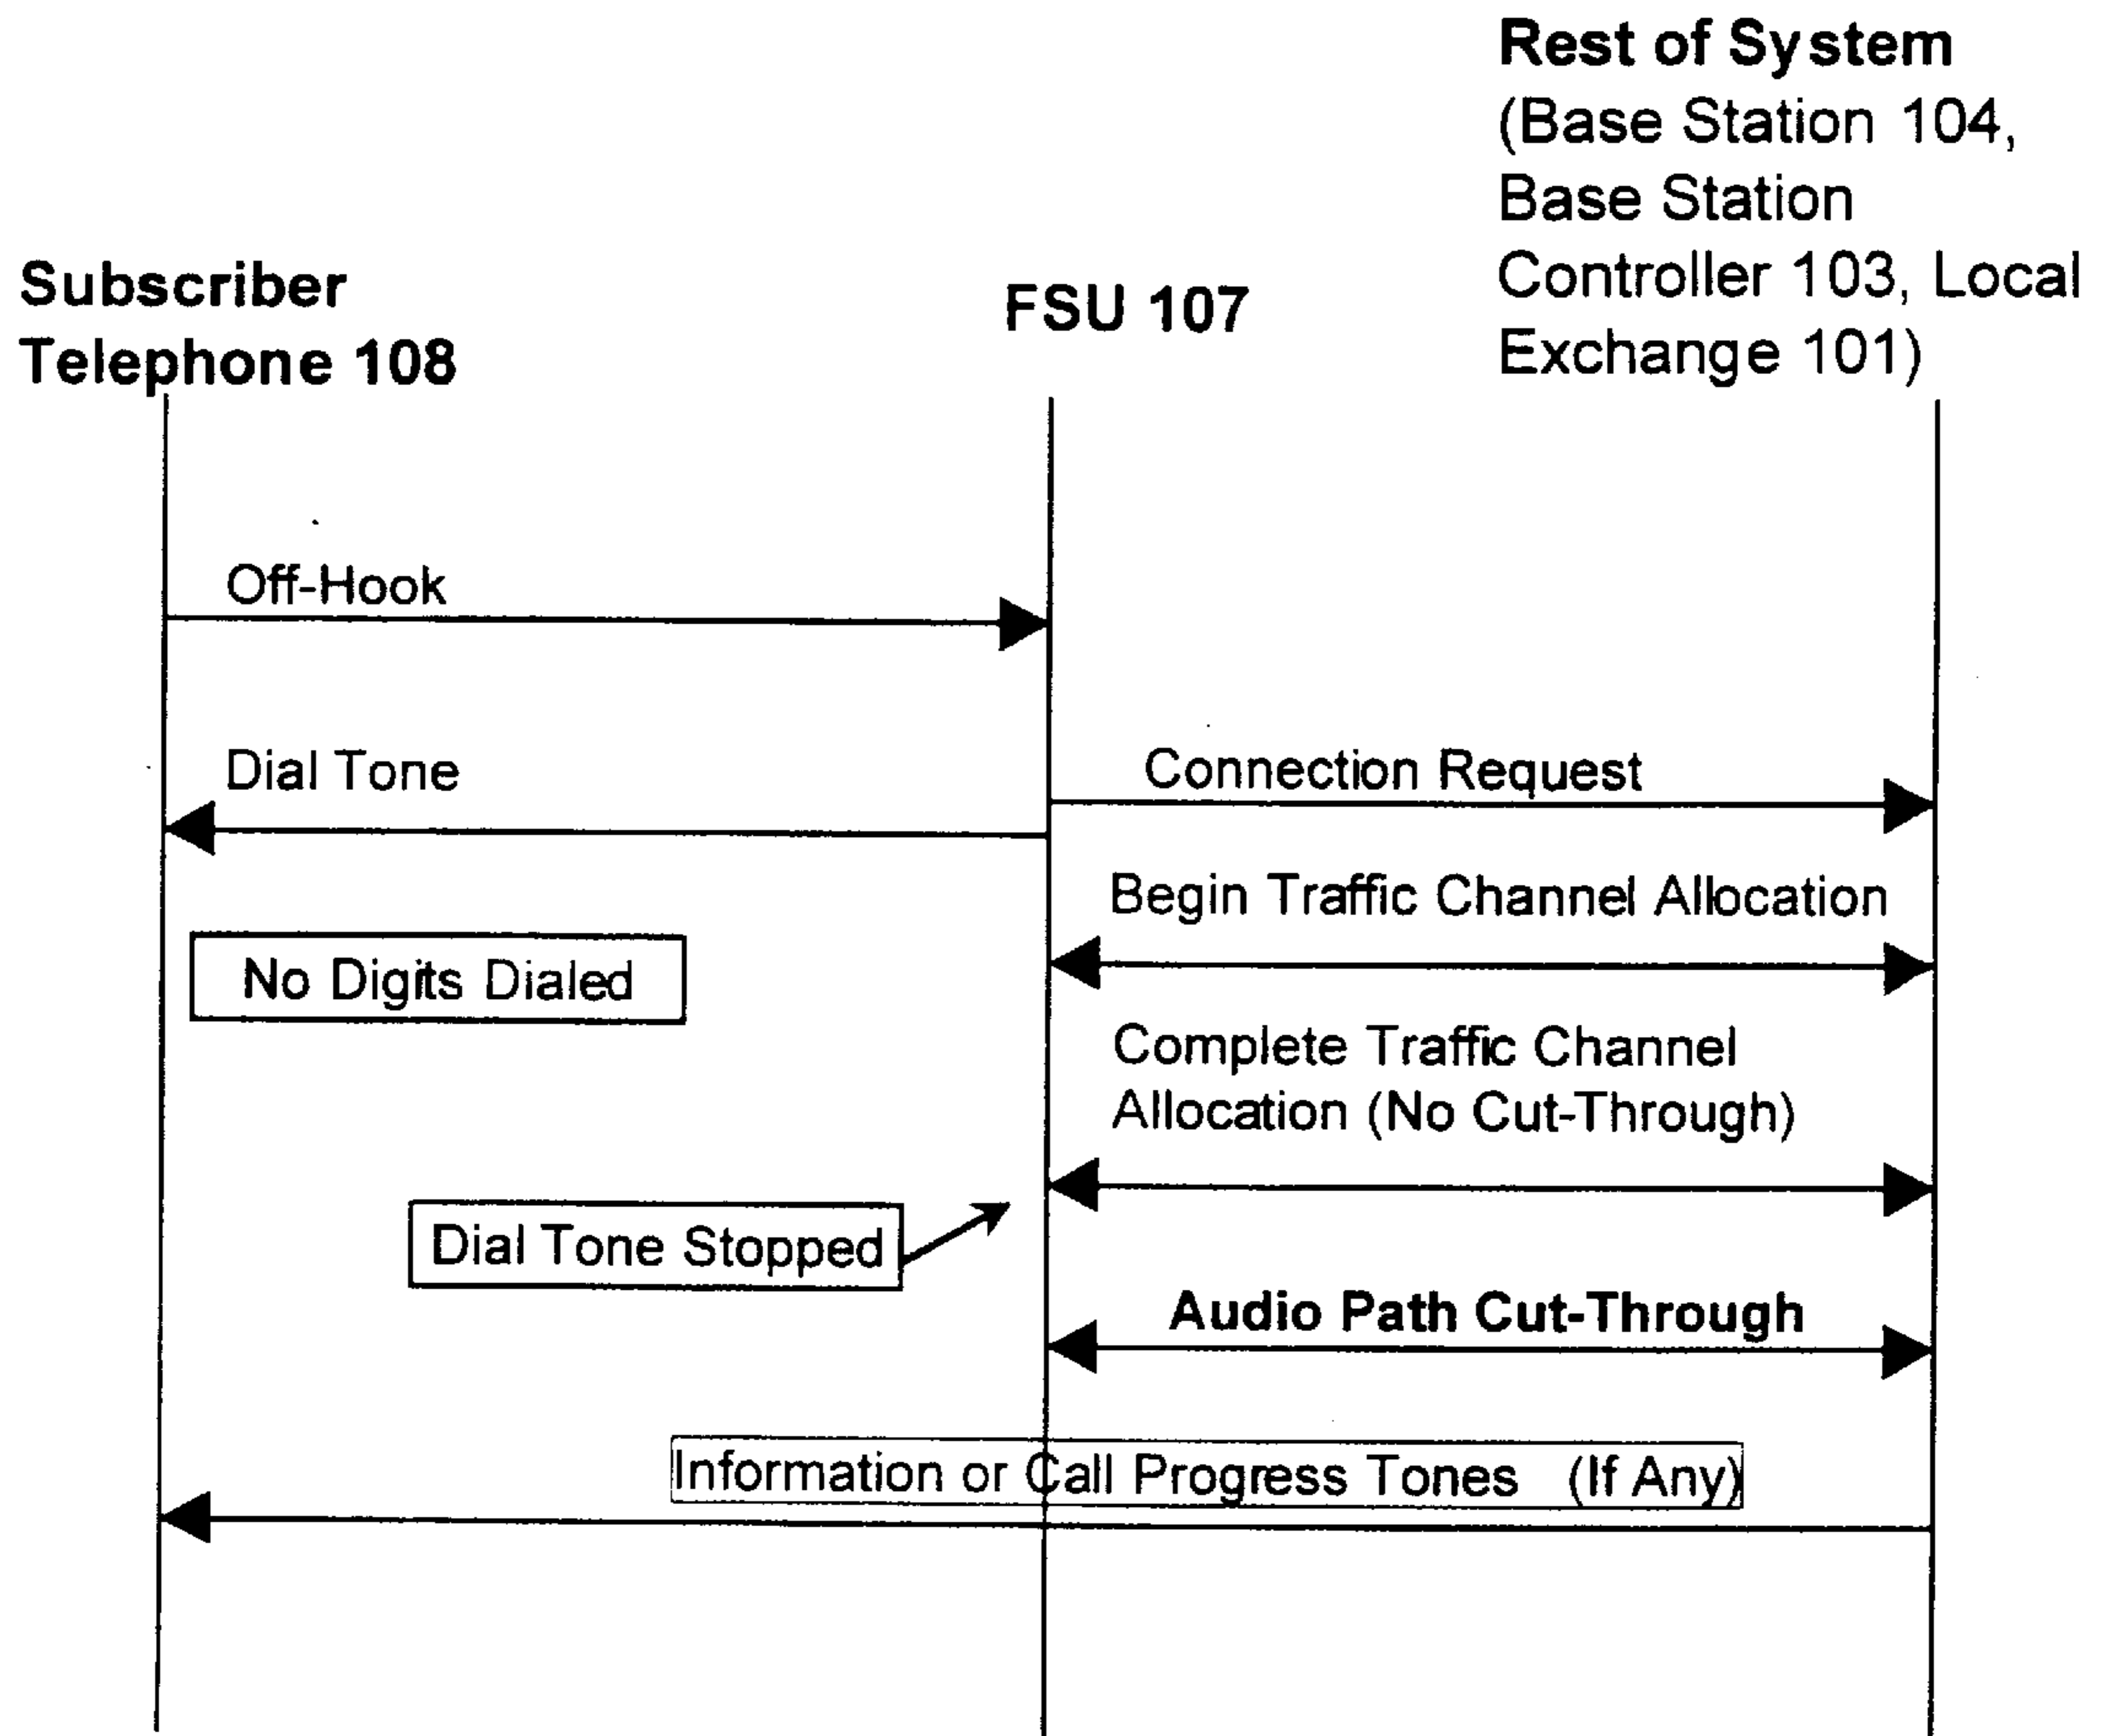 Rest of System
(Base Station 104,
Base Station
Controller 103, Local
Exchange 101)
Subscriber
Telephone 108
FSU 107
Off-Hook
Dial Tone
Connection Request
Begin Traffic Channel Allocation
No Digits Dialed
Complete Traffic Channel
Allocation (No Cut-Through)
Dial Tone Stopped
Audio Path Cut-Through
Information or Call Progress Tones (If Any)